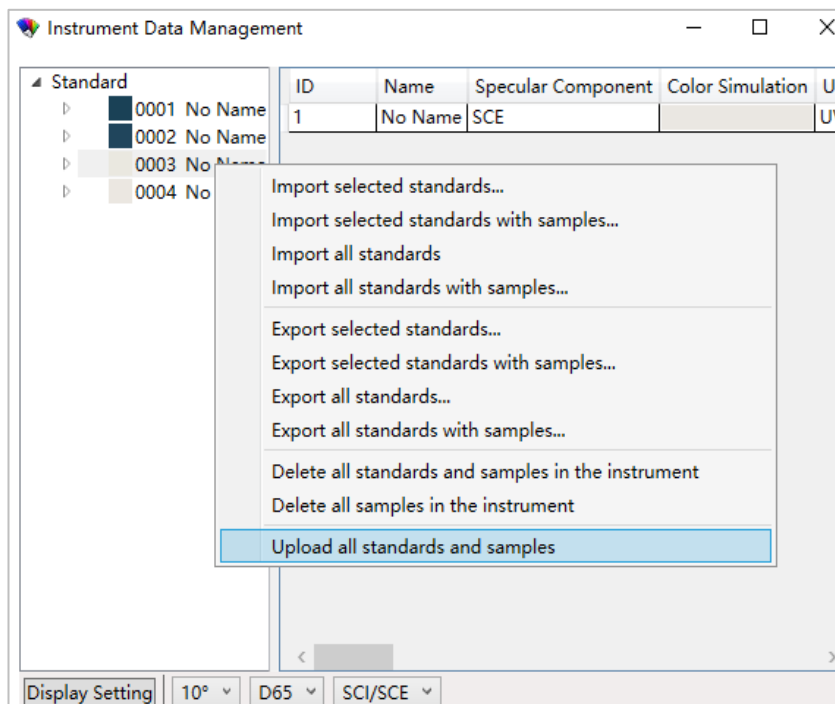 Instrument Data Management
Standard
0001 No Name
0002 No Name
0003 No Name
0004 No
ID Name Specular Component Color Simulation U
1 No Name SCE UV
Import selected standards...
Import selected standards with samples...
Import all standards
Import all standards with samples...
Export selected standards...
Export selected standards with samples...
Export all standards...
Export all standards with samples...
Delete all standards and samples in the instrument
Delete all samples in the instrument
Upload all standards and samples
Display Setting 10° D65 SCI/SCE